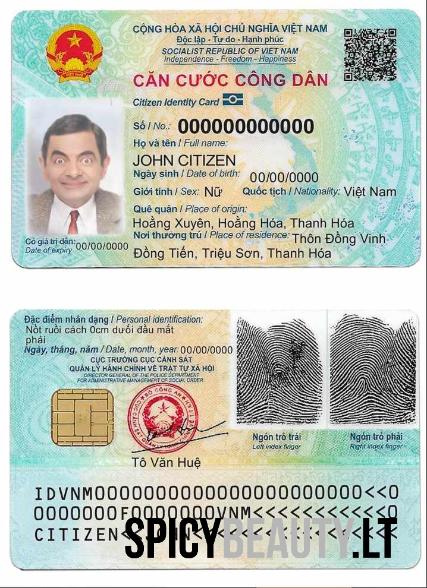 CỘNG HÒA XÃ HỘI CHỦ NGHĨA VIỆT NAM
Độc lập - Tự do - Hạnh phúc
SOCIALIST REPUBLIC OF VIET NAM
Independence - Freedom - Happiness
CĂN CƯỚC CÔNG DÂN
Citizen Identity Card
Số / No.: 000000000000
Họ và tên / Full name:
JOHN CITIZEN
Ngày sinh / Date of birth: 00/00/0000
Giới tính / Sex: Nữ Quốc tịch / Nationality: Việt Nam
Quê quán / Place of origin:
Hoằng Xuyên, Hoằng Hóa, Thanh Hóa
Nơi thường trú / Place of residence: Thôn Đồng Vinh
Đồng Tiến, Triệu Sơn, Thanh Hóa
Có giá trị đến: 00/00/0000
Date of expiry
Đặc điểm nhân dạng / Personal identification:
Nốt ruồi cách 0cm dưới đầu mắt
phải
Ngày, tháng, năm / Date, month, year: 00/00/0000
CỤC TRƯỞNG CỤC CẢNH SÁT
QUẢN LÝ HÀNH CHÍNH VỀ TRẬT TỰ XÃ HỘI
DIRECTOR GENERAL OF THE POLICE DEPARTMENT
FOR ADMINISTRATIVE MANAGEMENT OF SOCIAL ORDER
Tô Văn Huệ
Ngón trỏ trái
Left index finger
Ngón trỏ phải
Right index finger
CITIZEN
SPICYBEAUTY.LT